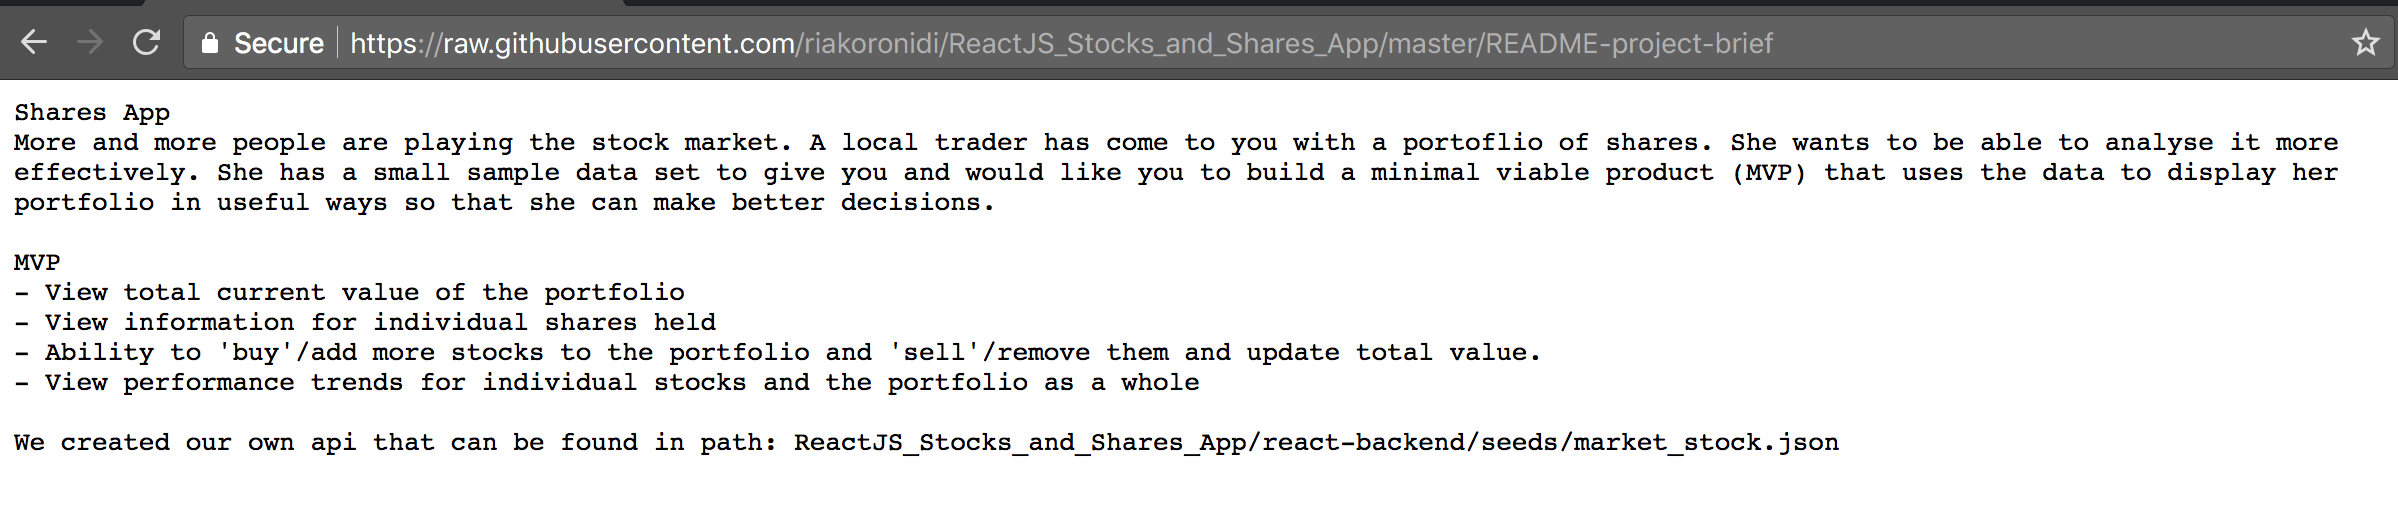 Secure https://raw.githubusercontent.com/riakoronidi/ReactJS_Stocks_and_Shares_App/master/README-project-brief
Shares App
More and more people are playing the stock market. A local trader has come to you with a portoflio of shares. She wants to be able to analyse it more
effectively. She has a small sample data set to give you and would like you to build a minimal viable product (MVP) that uses the data to display her
portfolio in useful ways so that she can make better decisions.
MVP
- View total current value of the portfolio
- View information for individual shares held
- Ability to 'buy'/add more stocks to the portfolio and 'sell'/remove them and update total value.
- View performance trends for individual stocks and the portfolio as a whole
We created our own api that can be found in path: ReactJS_Stocks_and_Shares_App/react-backend/seeds/market_stock.json